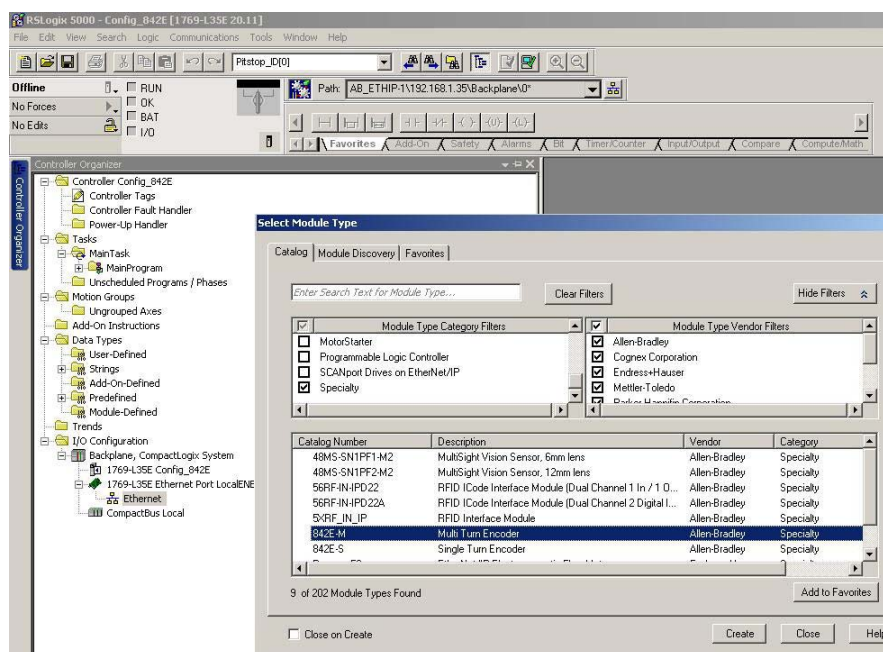 RSLogix 5000 - Config_842E [1769-L35E 20.11]
File Edit View Search Logic Communications Tools Window Help
Pitstop_ID[0]
Offline
RUN
No Forces
OK
BAT
No Edits
I/O
Path: AB_ETHIP-1\192.168.1.35\Backplane\0*
Favorites Add-On Safety Alarms Bit Timer/Counter Input/Output Compare Compute/Math
Controller Organizer
Controller Organizer
Controller Config_842E
Controller Tags
Controller Fault Handler
Power-Up Handler
Tasks
MainTask
MainProgram
Unscheduled Programs / Phases
Motion Groups
Ungrouped Axes
Add-On Instructions
Data Types
User-Defined
Strings
Add-On-Defined
Predefined
Module-Defined
Trends
I/O Configuration
Backplane, CompactLogix System
1769-L35E Config_842E
1769-L35E Ethernet Port LocalENB
Ethernet
CompactBus Local
Select Module Type
Catalog Module Discovery Favorites
Enter Search Text for Module Type...
Clear Filters
Hide Filters
Module Type Category Filters
MotorStarter
Programmable Logic Controller
SCANport Drives on EtherNet/IP
Specialty
Module Type Vendor Filters
Allen-Bradley
Cognex Corporation
Endress+Hauser
Mettler-Toledo
Parker Hannifin Corporation
Catalog Number Description Vendor Category
48MS-SN1PF1-M2 MultiSight Vision Sensor, 6mm lens Allen-Bradley Specialty
48MS-SN1PF2-M2 MultiSight Vision Sensor, 12mm lens Allen-Bradley Specialty
56RF-IN-IPD22 RFID ICode Interface Module (Dual Channel 1 In / 1 O... Allen-Bradley Specialty
56RF-IN-IPD22A RFID ICode Interface Module (Dual Channel 2 Digital I... Allen-Bradley Specialty
5XRF_IN_IP RFID Interface Module Allen-Bradley Specialty
842E-M Multi Turn Encoder Allen-Bradley Specialty
842E-S Single Turn Encoder Allen-Bradley Specialty
9 of 202 Module Types Found
Add to Favorites
Close on Create
Create
Close
Help